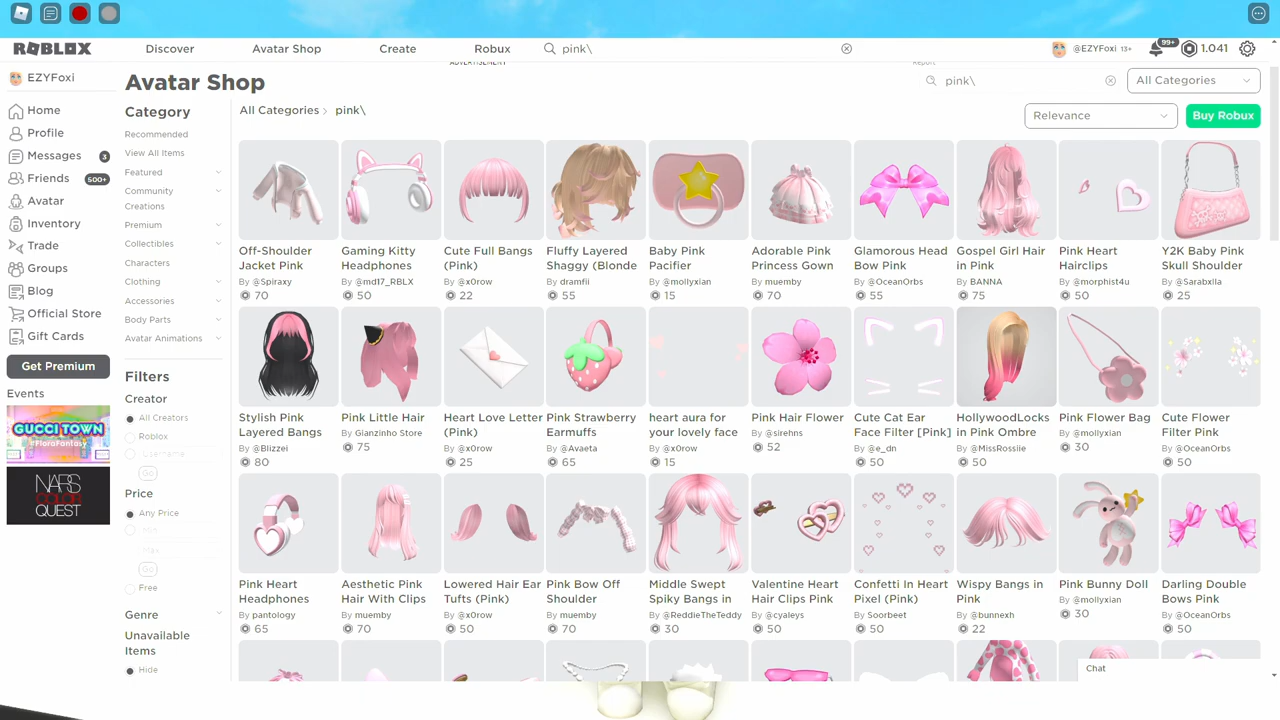 ROBLOX
Discover
Avatar Shop
Create
Robux
pink\
@EZYFoxi 13+
99+
1.041
ADVERTISEMENT
Report
EZYFoxi
Home
Profile
Messages 3
Friends 500+
Avatar
Inventory
Trade
Groups
Blog
Official Store
Gift Cards
Get Premium
Events
GUCCI TOWN
#FloraFantasy
NARS
COLOR
QUEST
Avatar Shop
pink\
All Categories
Category
Recommended
View All Items
Featured
Community
Creations
Premium
Collectibles
Characters
Clothing
Accessories
Body Parts
Avatar Animations
Filters
Creator
All Creators
Roblox
Username
Go
Price
Any Price
Min
Max
Go
Free
Genre
Unavailable
Items
Hide
All Categories > pink\
Relevance
Buy Robux
Off-Shoulder
Jacket Pink
By @Spiraxy
70
Gaming Kitty
Headphones
By @md17_RBLX
50
Cute Full Bangs
(Pink)
By @x0row
22
Fluffy Layered
Shaggy (Blonde
By dramfii
55
Baby Pink
Pacifier
By @mollyxian
15
Adorable Pink
Princess Gown
By muemby
70
Glamorous Head
Bow Pink
By @OceanOrbs
55
Gospel Girl Hair
in Pink
By BANNA
75
Pink Heart
Hairclips
By @morphist4u
50
Y2K Baby Pink
Skull Shoulder
By @Sarabxlla
25
Stylish Pink
Layered Bangs
By @Blizzei
80
Pink Little Hair
By Gianzinho Store
75
Heart Love Letter
(Pink)
By @x0row
25
Pink Strawberry
Earmuffs
By @Avaeta
65
heart aura for
your lovely face
By @x0row
15
Pink Hair Flower
By @sirehns
52
Cute Cat Ear
Face Filter [Pink]
By @e_dn
50
HollywoodLocks
in Pink Ombre
By @MissRossiie
50
Pink Flower Bag
By @mollyxian
30
Cute Flower
Filter Pink
By @OceanOrbs
50
Pink Heart
Headphones
By pantology
65
Aesthetic Pink
Hair With Clips
By muemby
70
Lowered Hair Ear
Tufts (Pink)
By @x0row
50
Pink Bow Off
Shoulder
By muemby
70
Middle Swept
Spiky Bangs in
By @ReddieTheTeddy
30
Valentine Heart
Hair Clips Pink
By @cyaleys
50
Confetti In Heart
Pixel (Pink)
By Soorbeet
50
Wispy Bangs in
Pink
By @bunnexh
22
Pink Bunny Doll
By @mollyxian
30
Darling Double
Bows Pink
By @OceanOrbs
50
Chat